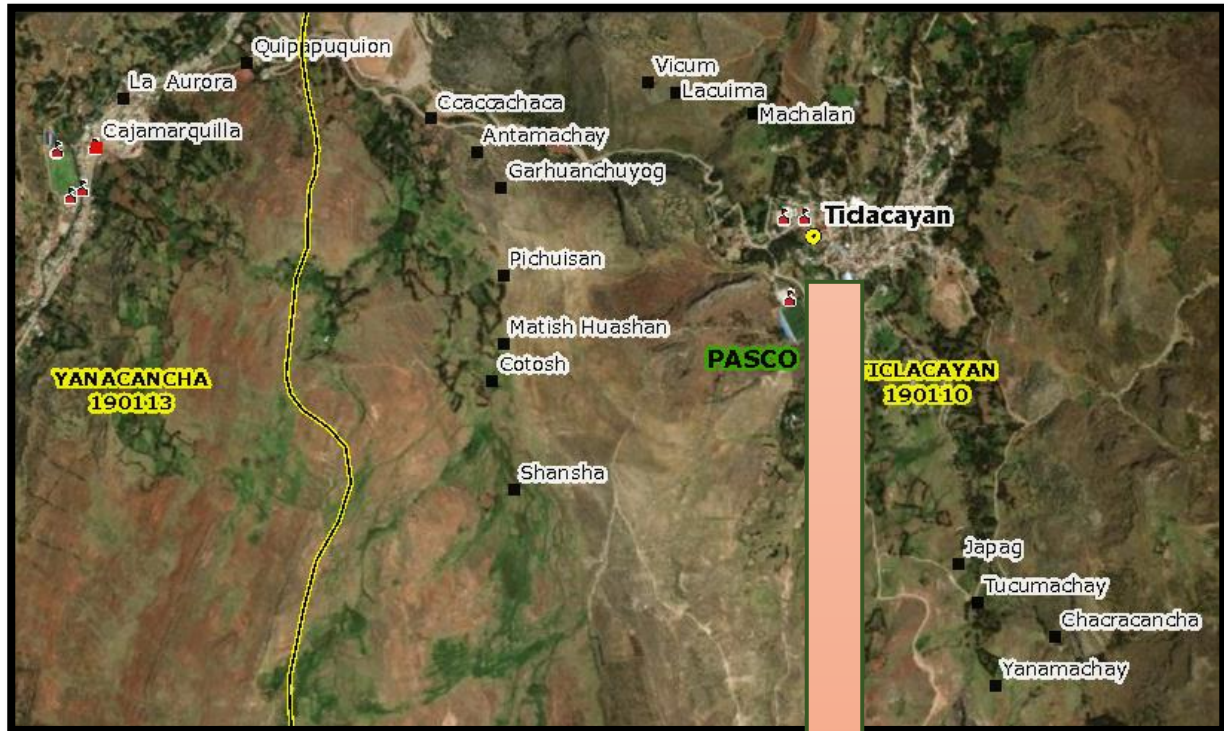 Quipapuquion
La Aurora
Vicum
Lacuima
Machalan
Ccaccachaca
Cajamarquilla
Antamachay
Garhuanchuyog
Ticlacayan
Pichuisan
Matish Huashan
PASCO
Cotosh
YANACANCHA
190113
TICLACAYAN
190110
Shansha
Japag
Tucumachay
Chacracancha
Yanamachay